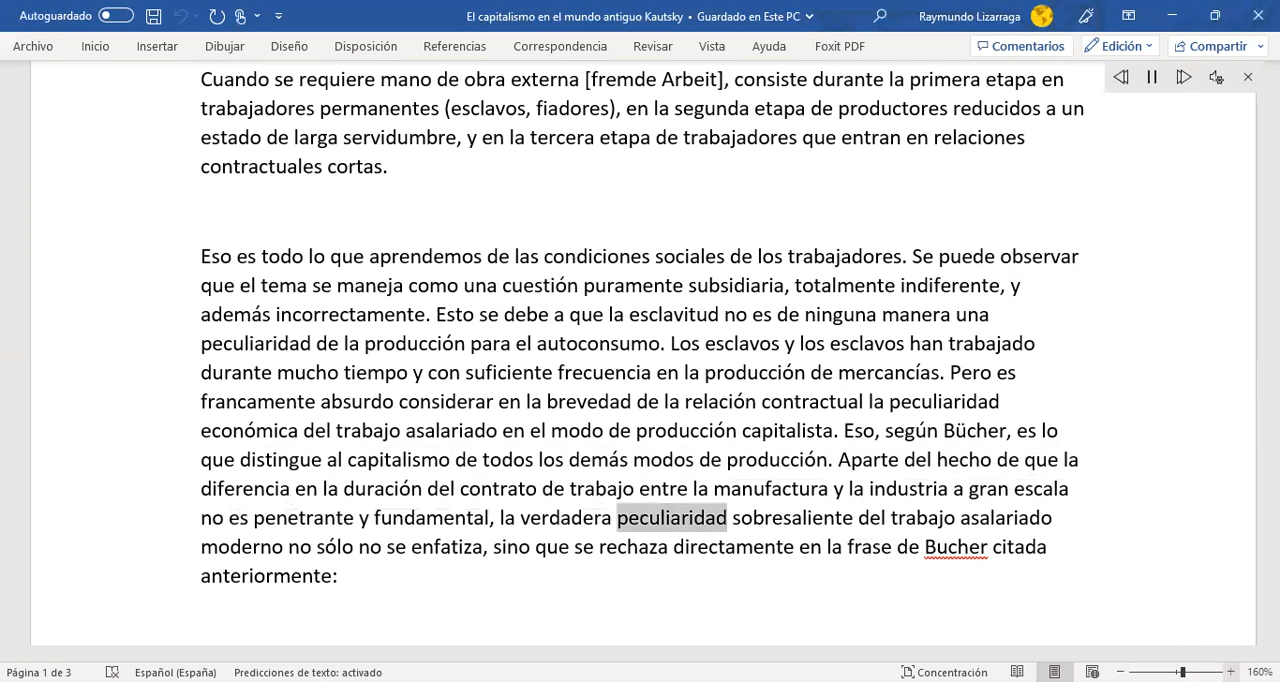 Autoguardado
El capitalismo en el mundo antiguo Kautsky • Guardado en Este PC
Raymundo Lizarraga
Archivo Inicio Insertar Dibujar Diseño Disposición Referencias Correspondencia Revisar Vista Ayuda Foxit PDF Comentarios Edición Compartir
Cuando se requiere mano de obra externa [fremde Arbeit], consiste durante la primera etapa en
trabajadores permanentes (esclavos, fiadores), en la segunda etapa de productores reducidos a un
estado de larga servidumbre, y en la tercera etapa de trabajadores que entran en relaciones
contractuales cortas.
Eso es todo lo que aprendemos de las condiciones sociales de los trabajadores. Se puede observar
que el tema se maneja como una cuestión puramente subsidiaria, totalmente indiferente, y
además incorrectamente. Esto se debe a que la esclavitud no es de ninguna manera una
peculiaridad de la producción para el autoconsumo. Los esclavos y los esclavos han trabajado
durante mucho tiempo y con suficiente frecuencia en la producción de mercancías. Pero es
francamente absurdo considerar en la brevedad de la relación contractual la peculiaridad
económica del trabajo asalariado en el modo de producción capitalista. Eso, según Bücher, es lo
que distingue al capitalismo de todos los demás modos de producción. Aparte del hecho de que la
diferencia en la duración del contrato de trabajo entre la manufactura y la industria a gran escala
no es penetrante y fundamental, la verdadera peculiaridad sobresaliente del trabajo asalariado
moderno no sólo no se enfatiza, sino que se rechaza directamente en la frase de Bucher citada
anteriormente:
Página 1 de 3 Español (España) Predicciones de texto: activado Concentración 160%